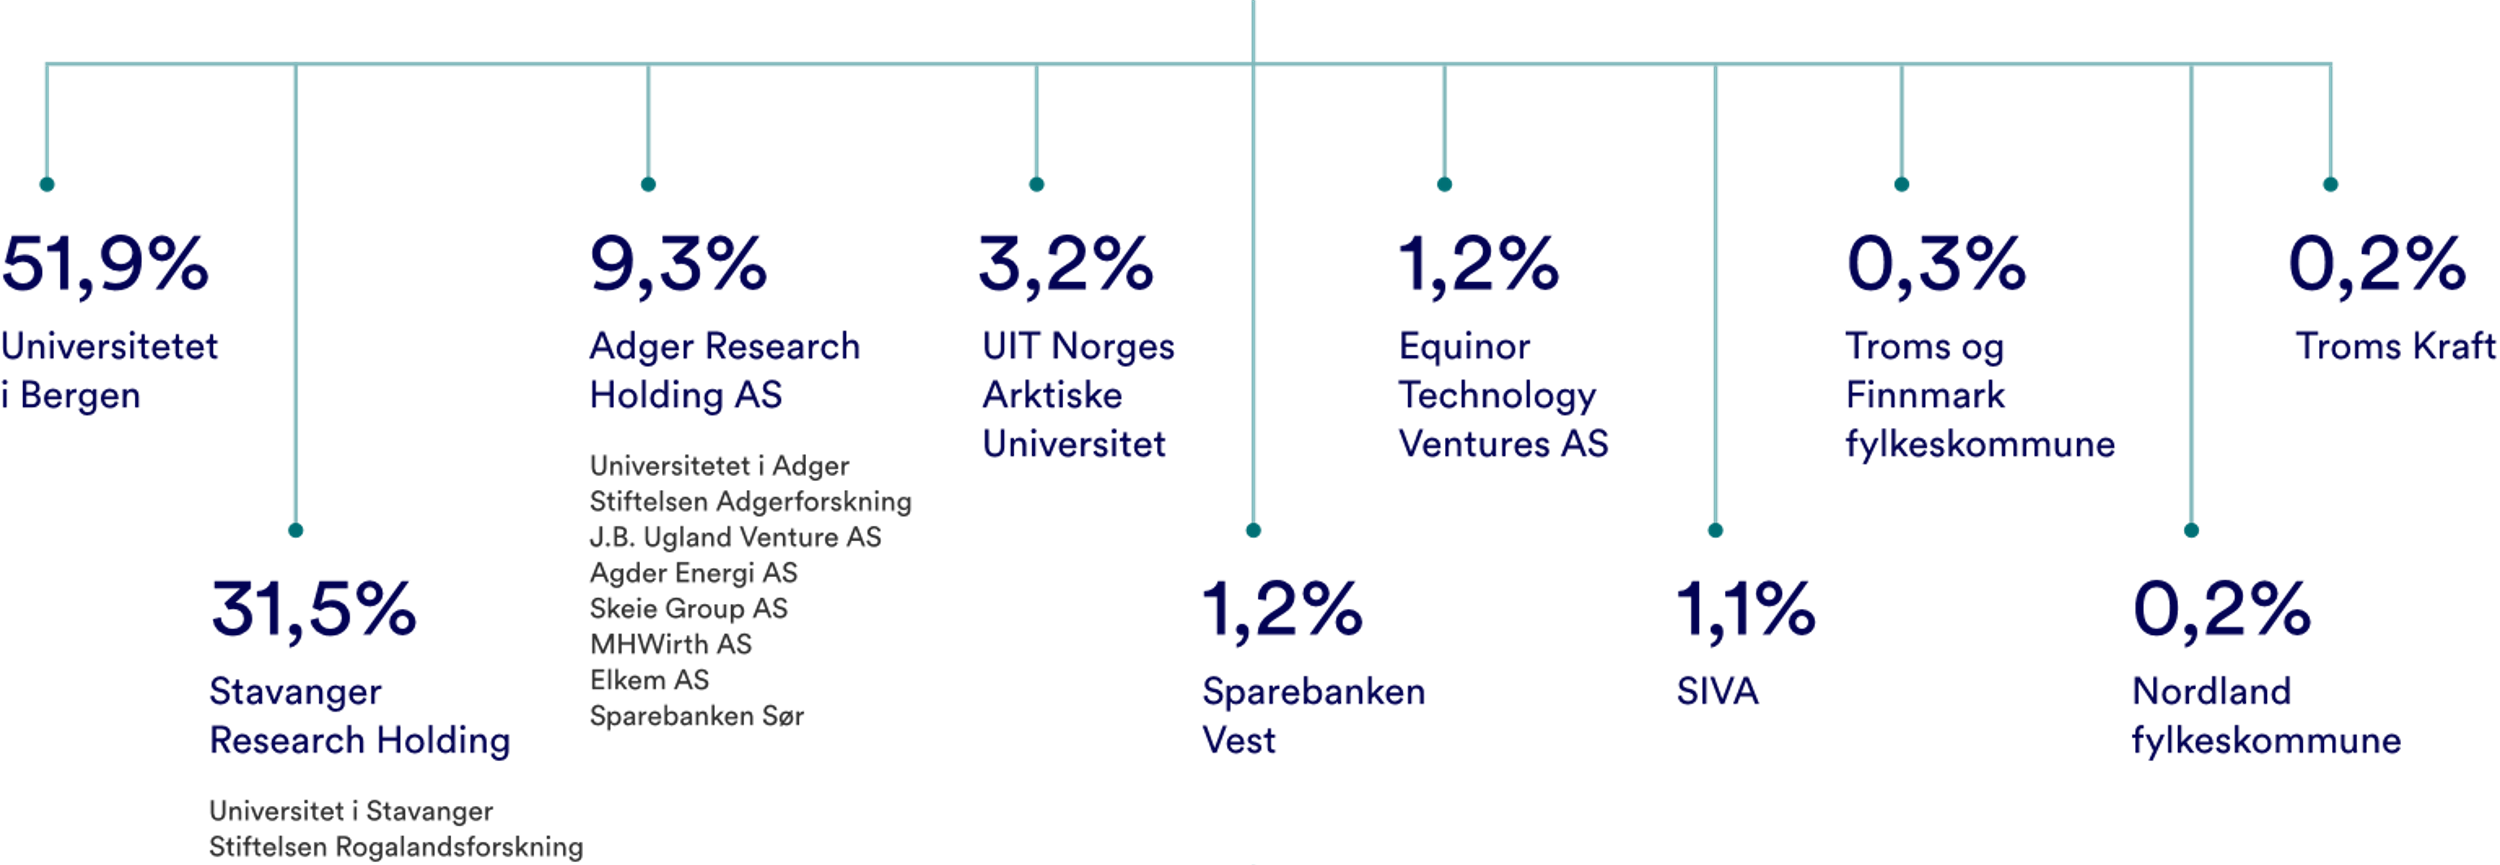 51,9%
Universitetet
i Bergen
31,5%
Stavanger
Research Holding
Universitet i Stavanger
Stiftelsen Rogalandsforskning
9,3%
Adger Research
Holding AS
Universitetet i Adger
Stiftelsen Adgerforskning
J.B. Ugland Venture AS
Agder Energi AS
Skeie Group AS
MHWirth AS
Elkem AS
Sparebanken Sør
3,2%
UIT Norges
Arktiske
Universitet
1,2%
Sparebanken
Vest
1,2%
Equinor
Technology
Ventures AS
1,1%
SIVA
0,3%
Troms og
Finnmark
fylkeskommune
0,2%
Nordland
fylkeskommune
0,2%
Troms Kraft